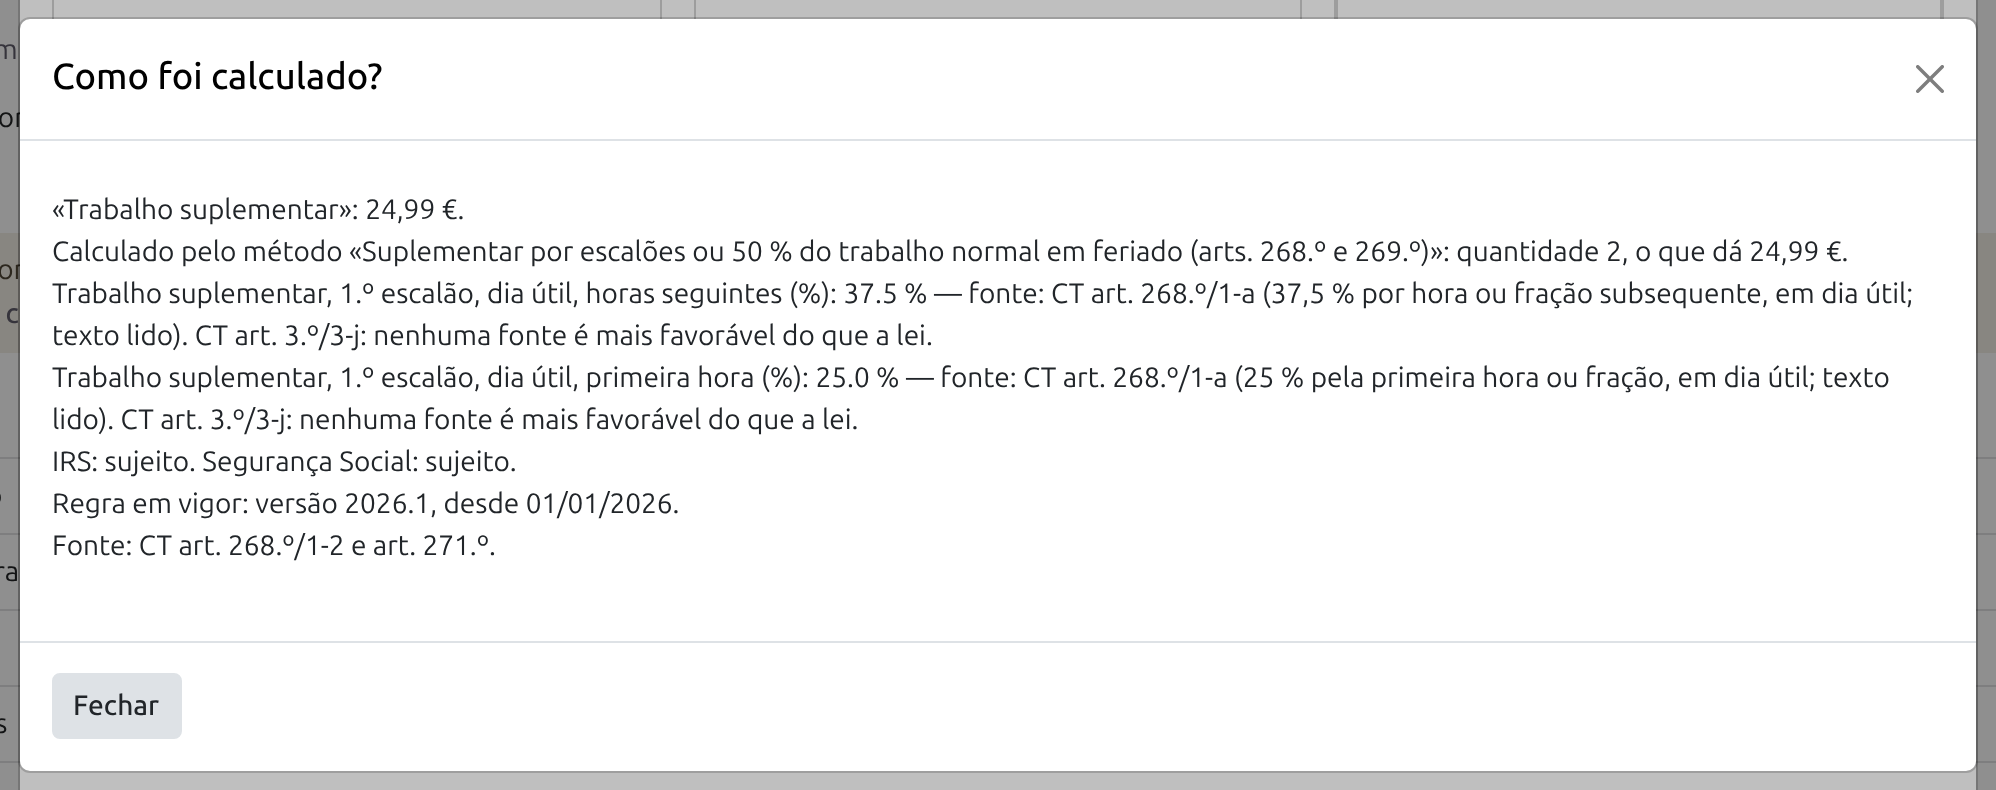 Como foi calculado?
«Trabalho suplementar»: 24,99 €.
Calculado pelo método «Suplementar por escalões ou 50 % do trabalho normal em feriado (arts. 268.º e 269.º)»: quantidade 2, o que dá 24,99 €.
Trabalho suplementar, 1.º escalão, dia útil, horas seguintes (%): 37.5 % — fonte: CT art. 268.º/1-a (37,5 % por hora ou fração subsequente, em dia útil;
texto lido). CT art. 3.º/3-j: nenhuma fonte é mais favorável do que a lei.
Trabalho suplementar, 1.º escalão, dia útil, primeira hora (%): 25.0 % — fonte: CT art. 268.º/1-a (25 % pela primeira hora ou fração, em dia útil; texto
lido). CT art. 3.º/3-j: nenhuma fonte é mais favorável do que a lei.
IRS: sujeito. Segurança Social: sujeito.
Regra em vigor: versão 2026.1, desde 01/01/2026.
Fonte: CT art. 268.º/1-2 e art. 271.º.
Fechar